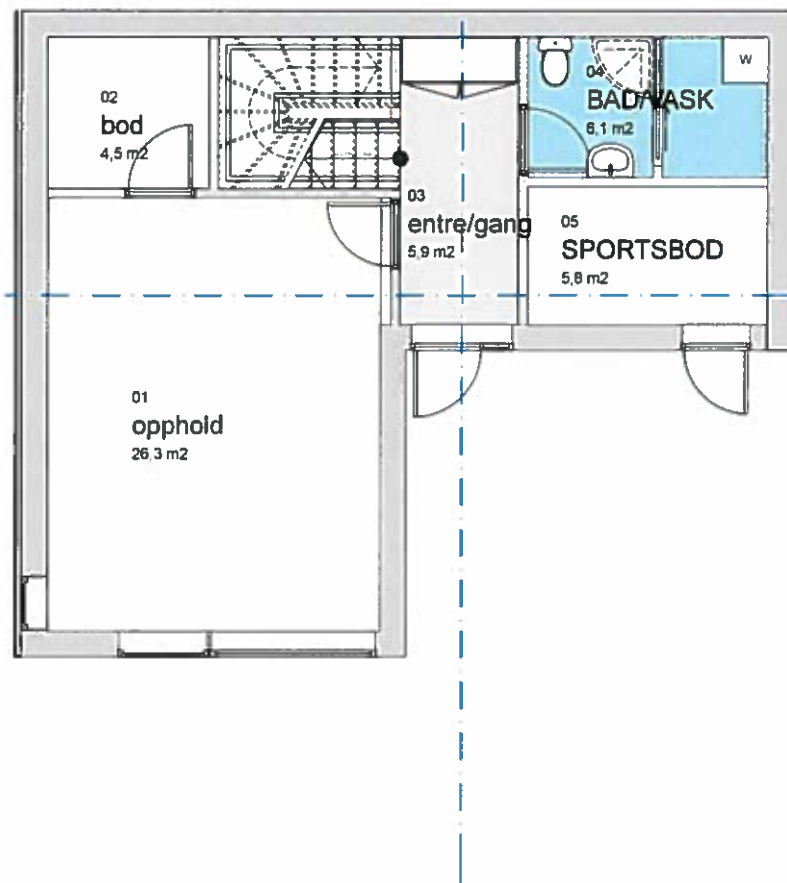 02
bod
4,5 m2
04
BAD/VASK
6,1 m2
W
03
entre/gang
5,9 m2
05
SPORTSBOD
5,8 m2
01
opphold
26,3 m2